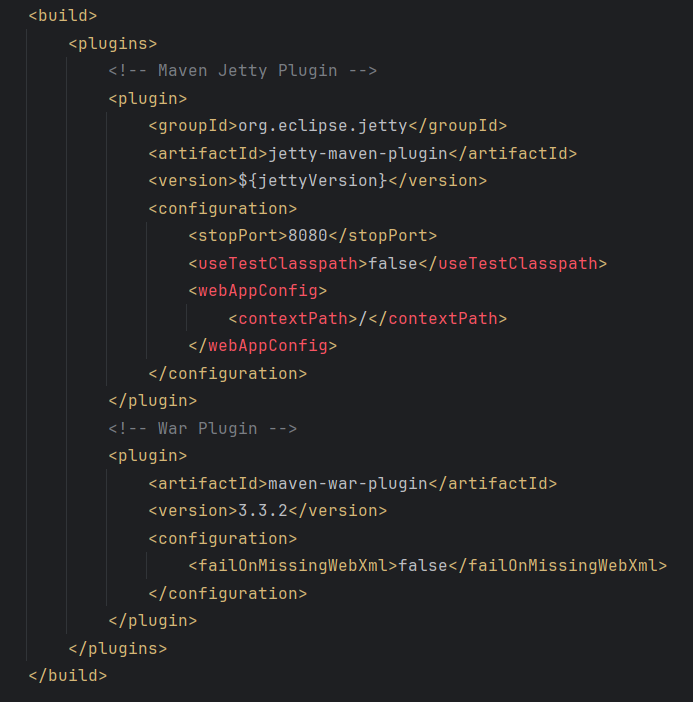 <build>
<plugins>
<!-- Maven Jetty Plugin -->
<plugin>
<groupId>org.eclipse.jetty</groupId>
<artifactId>jetty-maven-plugin</artifactId>
<version>${jettyVersion}</version>
<configuration>
<stopPort>8080</stopPort>
<useTestClasspath>false</useTestClasspath>
<webAppConfig>
<contextPath>/</contextPath>
</webAppConfig>
</configuration>
</plugin>
<!-- War Plugin -->
<plugin>
<artifactId>maven-war-plugin</artifactId>
<version>3.3.2</version>
<configuration>
<failOnMissingWebXml>false</failOnMissingWebXml>
</configuration>
</plugin>
</plugins>
</build>